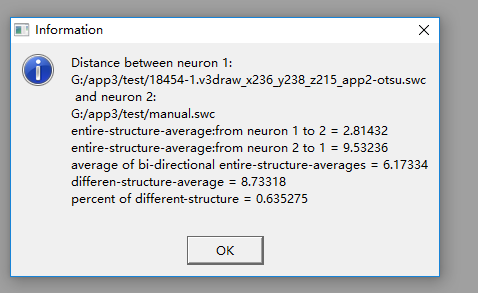 Information
Distance between neuron 1:
G:/app3/test/18454-1.v3draw_x236_y238_z215_app2-otsu.swc
and neuron 2:
G:/app3/test/manual.swc
entire-structure-average:from neuron 1 to 2 = 2.81432
entire-structure-average:from neuron 2 to 1 = 9.53236
average of bi-directional entire-structure-averages = 6.17334
differen-structure-average = 8.73318
percent of different-structure = 0.635275
OK